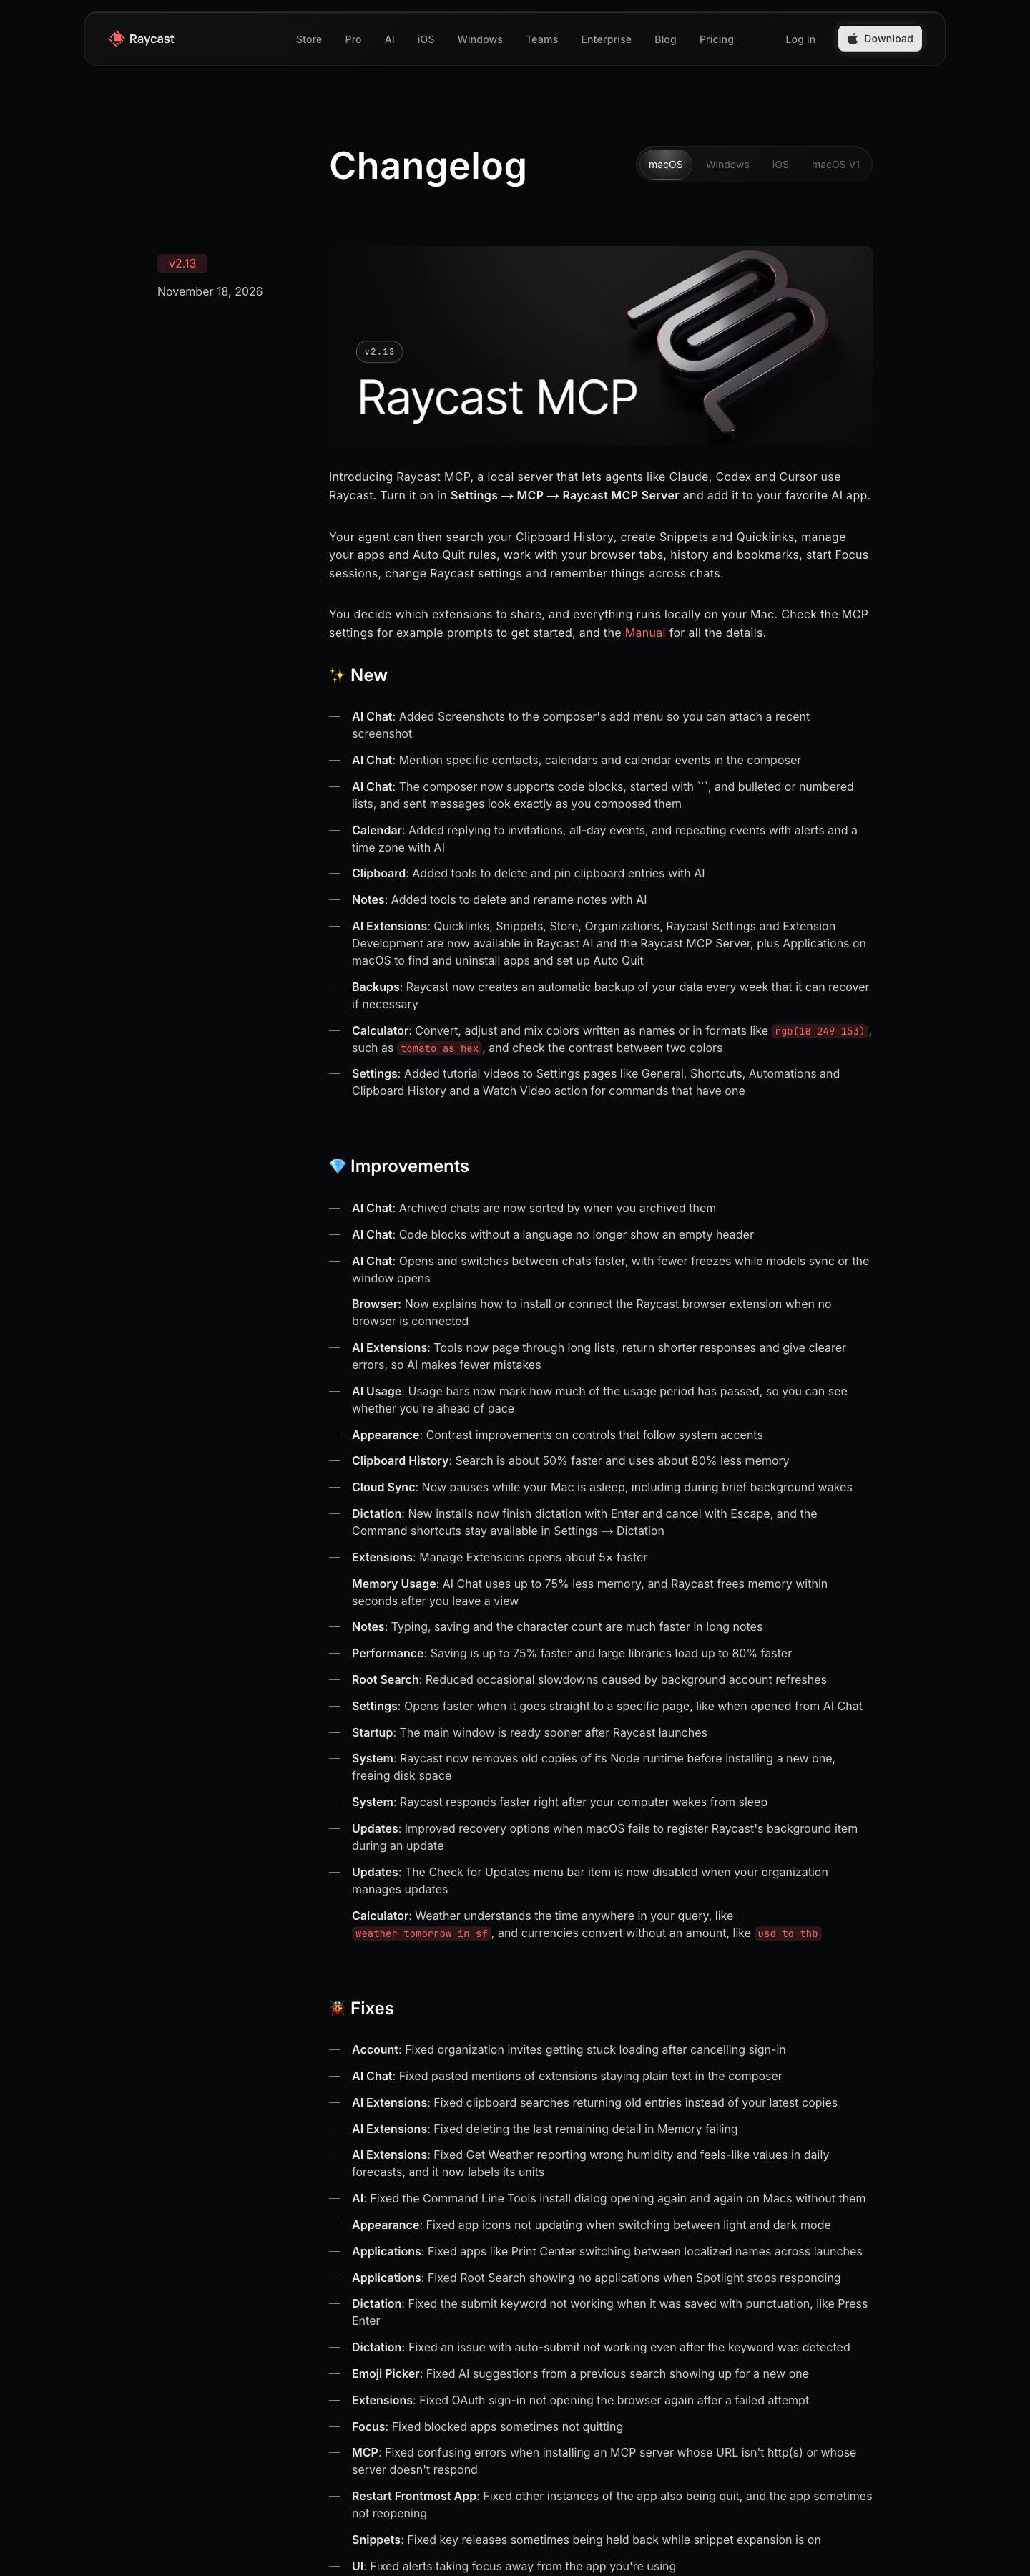 Raycast
Store
Pro
AI
iOS
Windows
Teams
Enterprise
Blog
Pricing
Log in
Download
Changelog
macOS
Windows
iOS
macOS V1
v2.13
November 18, 2026
v2.13
Raycast MCP
Introducing Raycast MCP, a local server that lets agents like Claude, Codex and Cursor use
Raycast. Turn it on in Settings → MCP → Raycast MCP Server and add it to your favorite AI app.
Your agent can then search your Clipboard History, create Snippets and Quicklinks, manage
your apps and Auto Quit rules, work with your browser tabs, history and bookmarks, start Focus
sessions, change Raycast settings and remember things across chats.
You decide which extensions to share, and everything runs locally on your Mac. Check the MCP
settings for example prompts to get started, and the Manual for all the details.
✨ New
— AI Chat: Added Screenshots to the composer's add menu so you can attach a recent
screenshot
— AI Chat: Mention specific contacts, calendars and calendar events in the composer
— AI Chat: The composer now supports code blocks, started with ```, and bulleted or numbered
lists, and sent messages look exactly as you composed them
— Calendar: Added replying to invitations, all-day events, and repeating events with alerts and a
time zone with AI
— Clipboard: Added tools to delete and pin clipboard entries with AI
— Notes: Added tools to delete and rename notes with AI
— AI Extensions: Quicklinks, Snippets, Store, Organizations, Raycast Settings and Extension
Development are now available in Raycast AI and the Raycast MCP Server, plus Applications on
macOS to find and uninstall apps and set up Auto Quit
— Backups: Raycast now creates an automatic backup of your data every week that it can recover
if necessary
— Calculator: Convert, adjust and mix colors written as names or in formats like rgb(18 249 153),
such as tomato as hex, and check the contrast between two colors
— Settings: Added tutorial videos to Settings pages like General, Shortcuts, Automations and
Clipboard History and a Watch Video action for commands that have one
💎 Improvements
— AI Chat: Archived chats are now sorted by when you archived them
— AI Chat: Code blocks without a language no longer show an empty header
— AI Chat: Opens and switches between chats faster, with fewer freezes while models sync or the
window opens
— Browser: Now explains how to install or connect the Raycast browser extension when no
browser is connected
— AI Extensions: Tools now page through long lists, return shorter responses and give clearer
errors, so AI makes fewer mistakes
— AI Usage: Usage bars now mark how much of the usage period has passed, so you can see
whether you're ahead of pace
— Appearance: Contrast improvements on controls that follow system accents
— Clipboard History: Search is about 50% faster and uses about 80% less memory
— Cloud Sync: Now pauses while your Mac is asleep, including during brief background wakes
— Dictation: New installs now finish dictation with Enter and cancel with Escape, and the
Command shortcuts stay available in Settings → Dictation
— Extensions: Manage Extensions opens about 5× faster
— Memory Usage: AI Chat uses up to 75% less memory, and Raycast frees memory within
seconds after you leave a view
— Notes: Typing, saving and the character count are much faster in long notes
— Performance: Saving is up to 75% faster and large libraries load up to 80% faster
— Root Search: Reduced occasional slowdowns caused by background account refreshes
— Settings: Opens faster when it goes straight to a specific page, like when opened from AI Chat
— Startup: The main window is ready sooner after Raycast launches
— System: Raycast now removes old copies of its Node runtime before installing a new one,
freeing disk space
— System: Raycast responds faster right after your computer wakes from sleep
— Updates: Improved recovery options when macOS fails to register Raycast's background item
during an update
— Updates: The Check for Updates menu bar item is now disabled when your organization
manages updates
— Calculator: Weather understands the time anywhere in your query, like
weather tomorrow in sf, and currencies convert without an amount, like usd to thb
🐞 Fixes
— Account: Fixed organization invites getting stuck loading after cancelling sign-in
— AI Chat: Fixed pasted mentions of extensions staying plain text in the composer
— AI Extensions: Fixed clipboard searches returning old entries instead of your latest copies
— AI Extensions: Fixed deleting the last remaining detail in Memory failing
— AI Extensions: Fixed Get Weather reporting wrong humidity and feels-like values in daily
forecasts, and it now labels its units
— AI: Fixed the Command Line Tools install dialog opening again and again on Macs without them
— Appearance: Fixed app icons not updating when switching between light and dark mode
— Applications: Fixed apps like Print Center switching between localized names across launches
— Applications: Fixed Root Search showing no applications when Spotlight stops responding
— Dictation: Fixed the submit keyword not working when it was saved with punctuation, like Press
Enter
— Dictation: Fixed an issue with auto-submit not working even after the keyword was detected
— Emoji Picker: Fixed AI suggestions from a previous search showing up for a new one
— Extensions: Fixed OAuth sign-in not opening the browser again after a failed attempt
— Focus: Fixed blocked apps sometimes not quitting
— MCP: Fixed confusing errors when installing an MCP server whose URL isn't http(s) or whose
server doesn't respond
— Restart Frontmost App: Fixed other instances of the app also being quit, and the app sometimes
not reopening
— Snippets: Fixed key releases sometimes being held back while snippet expansion is on
— UI: Fixed alerts taking focus away from the app you're using